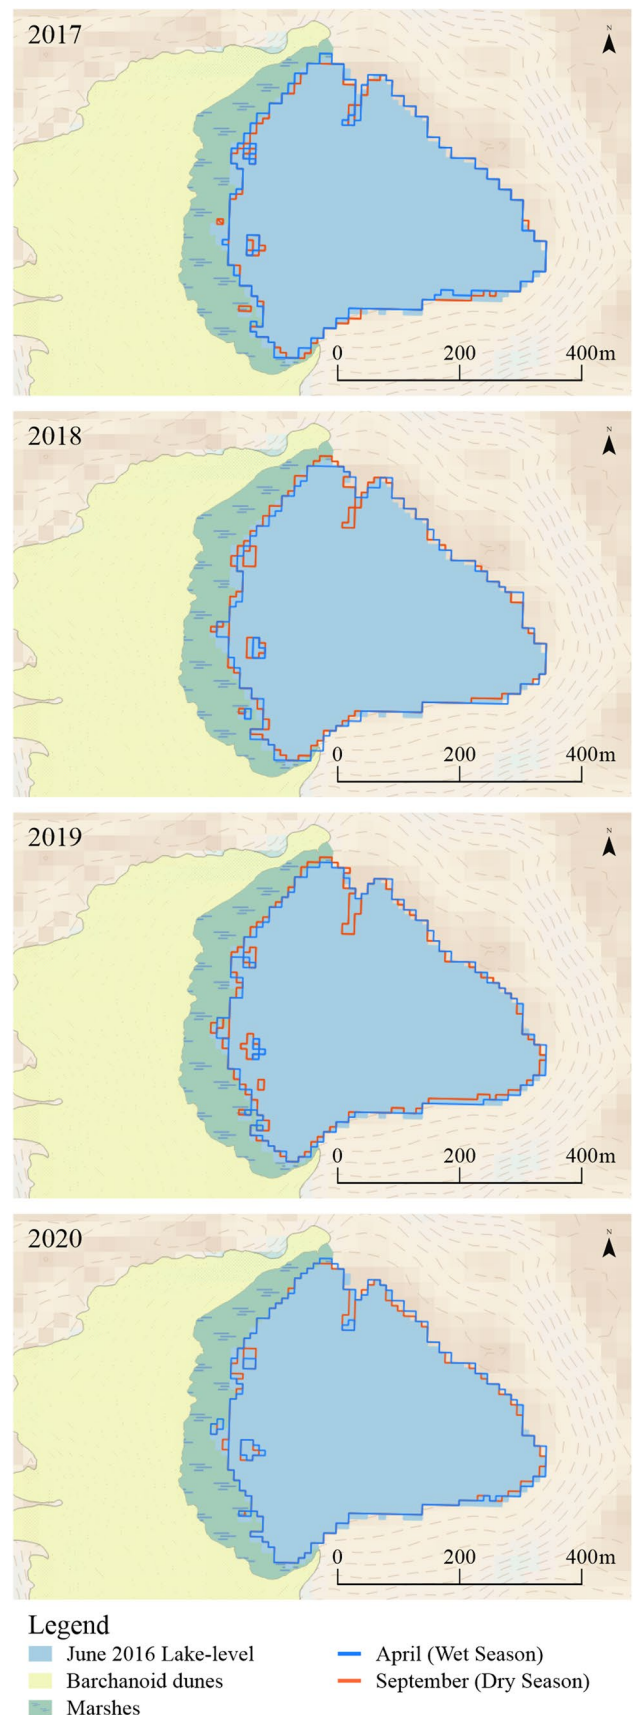 2017
N
0 200 400m
2018
N
0 200 400m
2019
N
0 200 400m
2020
N
0 200 400m
Legend
June 2016 Lake-level
Barchanoid dunes
Marshes
April (Wet Season)
September (Dry Season)